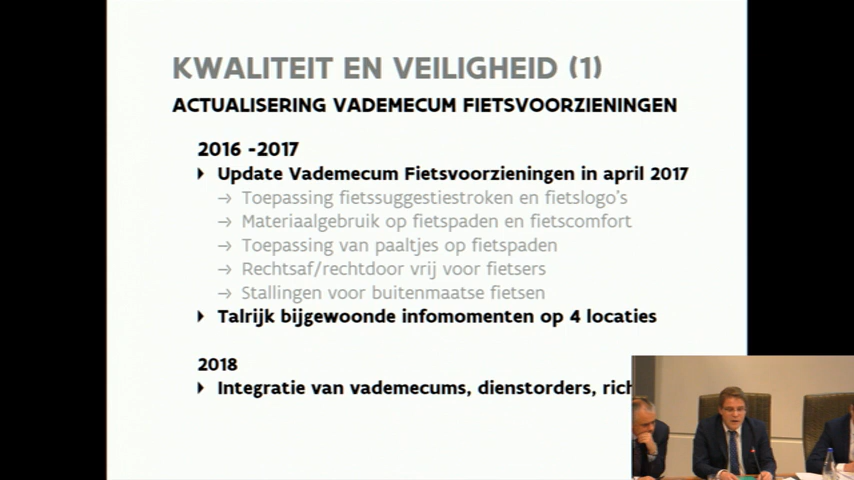 KWALITEIT EN VEILIGHEID (1)
ACTUALISERING VADEMECUM FIETSVOORZIENINGEN
2016 -2017
Update Vademecum Fietsvoorzieningen in april 2017
→ Toepassing fietssuggestiestroken en fietslogo's
→ Materiaalgebruik op fietspaden en fietscomfort
→ Toepassing van paaltjes op fietspaden
→ Rechtsaf/rechtdoor vrij voor fietsers
→ Stallingen voor buitenmaatse fietsen
Talrijk bijgewoonde infomomenten op 4 locaties
2018
Integratie van vademecums, dienstorders,